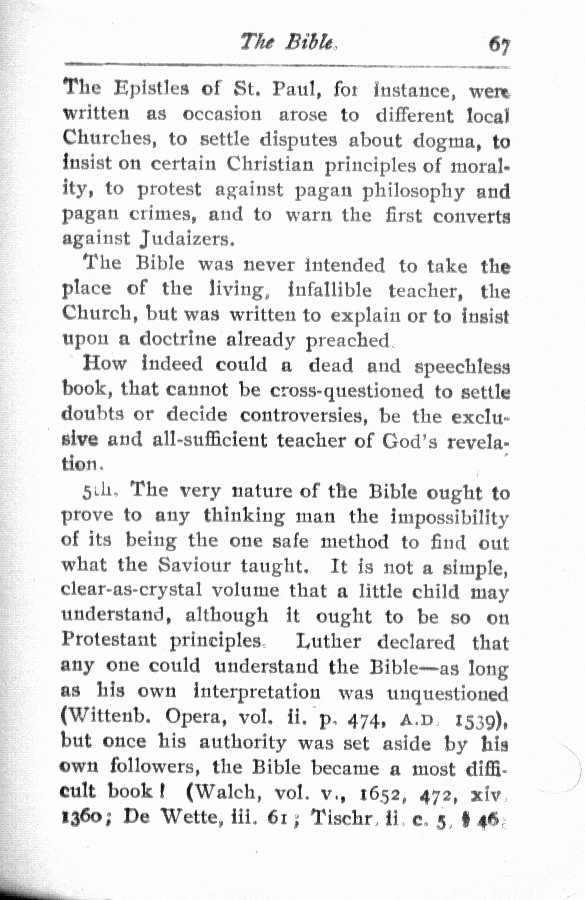 The Bible. 67
The Epistles of St. Paul, for instance, were
written as occasion arose to different local
Churches, to settle disputes about dogma, to
insist on certain Christian principles of moral-
ity, to protest against pagan philosophy and
pagan crimes, and to warn the first converts
against Judaizers.
The Bible was never intended to take the
place of the living, infallible teacher, the
Church, but was written to explain or to insist
upon a doctrine already preached.
How indeed could a dead and speechless
book, that cannot be cross-questioned to settle
doubts or decide controversies, be the exclu-
sive and all-sufficient teacher of God's revela-
tion.
5th. The very nature of the Bible ought to
prove to any thinking man the impossibility
of its being the one safe method to find out
what the Saviour taught. It is not a simple,
clear-as-crystal volume that a little child may
understand, although it ought to be so on
Protestant principles. Luther declared that
any one could understand the Bible—as long
as his own interpretation was unquestioned
(Wittenb. Opera, vol. ii. p. 474, A.D. 1539),
but once his authority was set aside by his
own followers, the Bible became a most diffi-
cult book! (Walch, vol. v., 1652, 472, xiv.
1360; De Wette, iii. 61; Tischr. ii. c. 5, § 46;